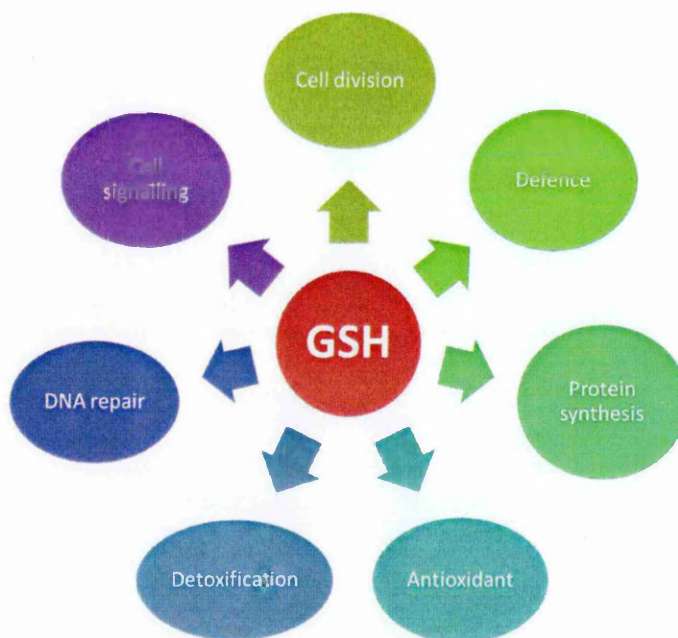 Cell division
Defence
Protein
synthesis
Antioxidant
Detoxification
DNA repair
Cell
signalling
GSH